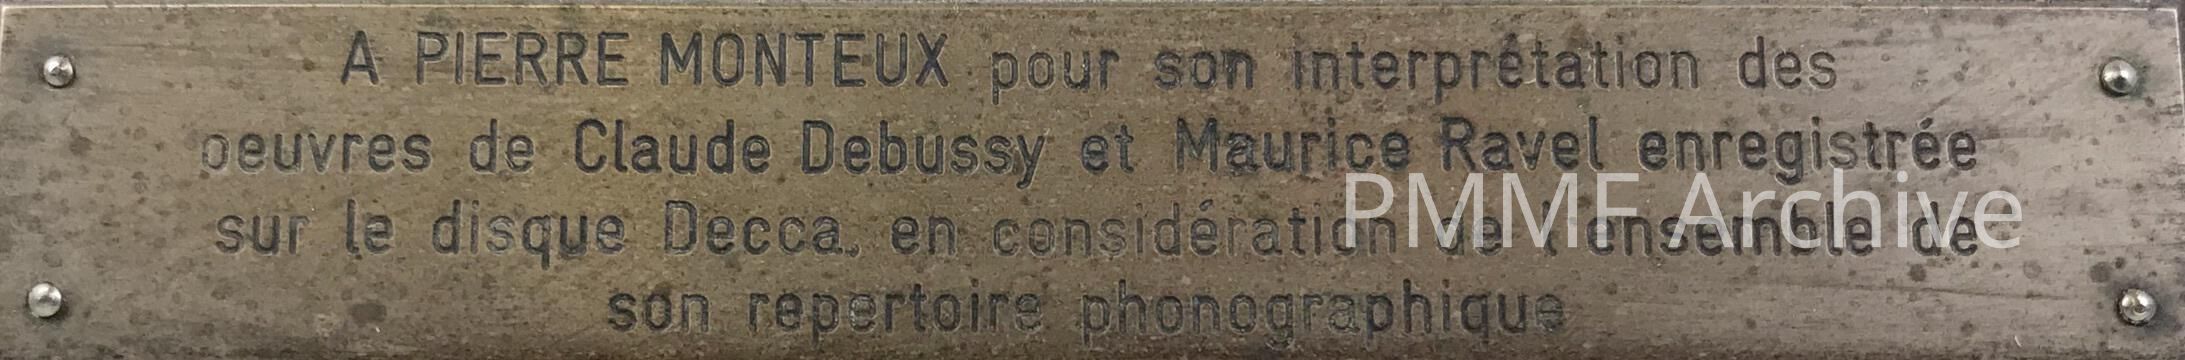 A PIERRE MONTEUX pour son interprétation des
oeuvres de Claude Debussy et Maurice Ravel enregistrée
sur le disque Decca, en considération de l'ensemble de
son repertoire phonographique
PMMF Archive